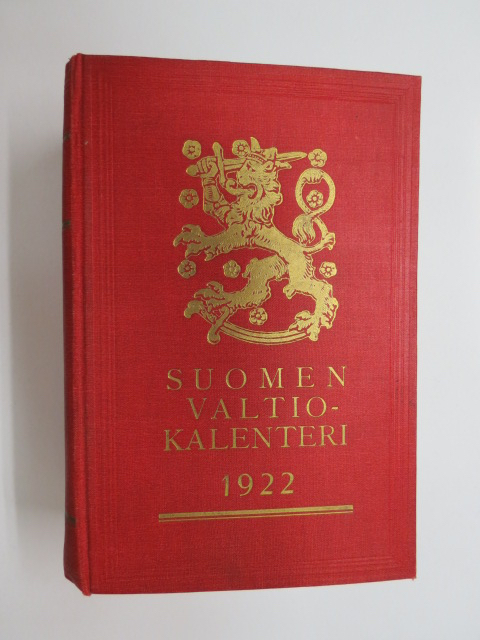 SUOMEN
VALTIO-
KALENTERI
1922